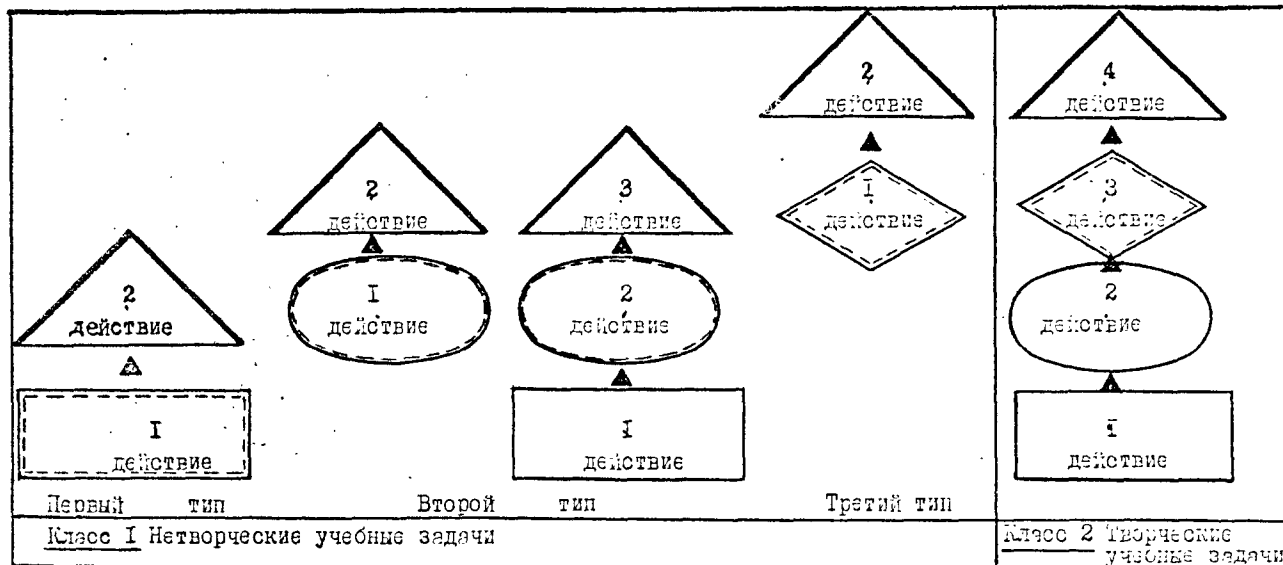 2
действие
I
действие
Первый тип
2
действие
I
действие
3
действие
2
действие
I
действие
Второй тип
2
действие
I
действие
Третий тип
Класс I Нетворческие учебные задачи
4
действие
3
действие
2
действие
I
действие
Класс 2 Творческие
учебные задачи